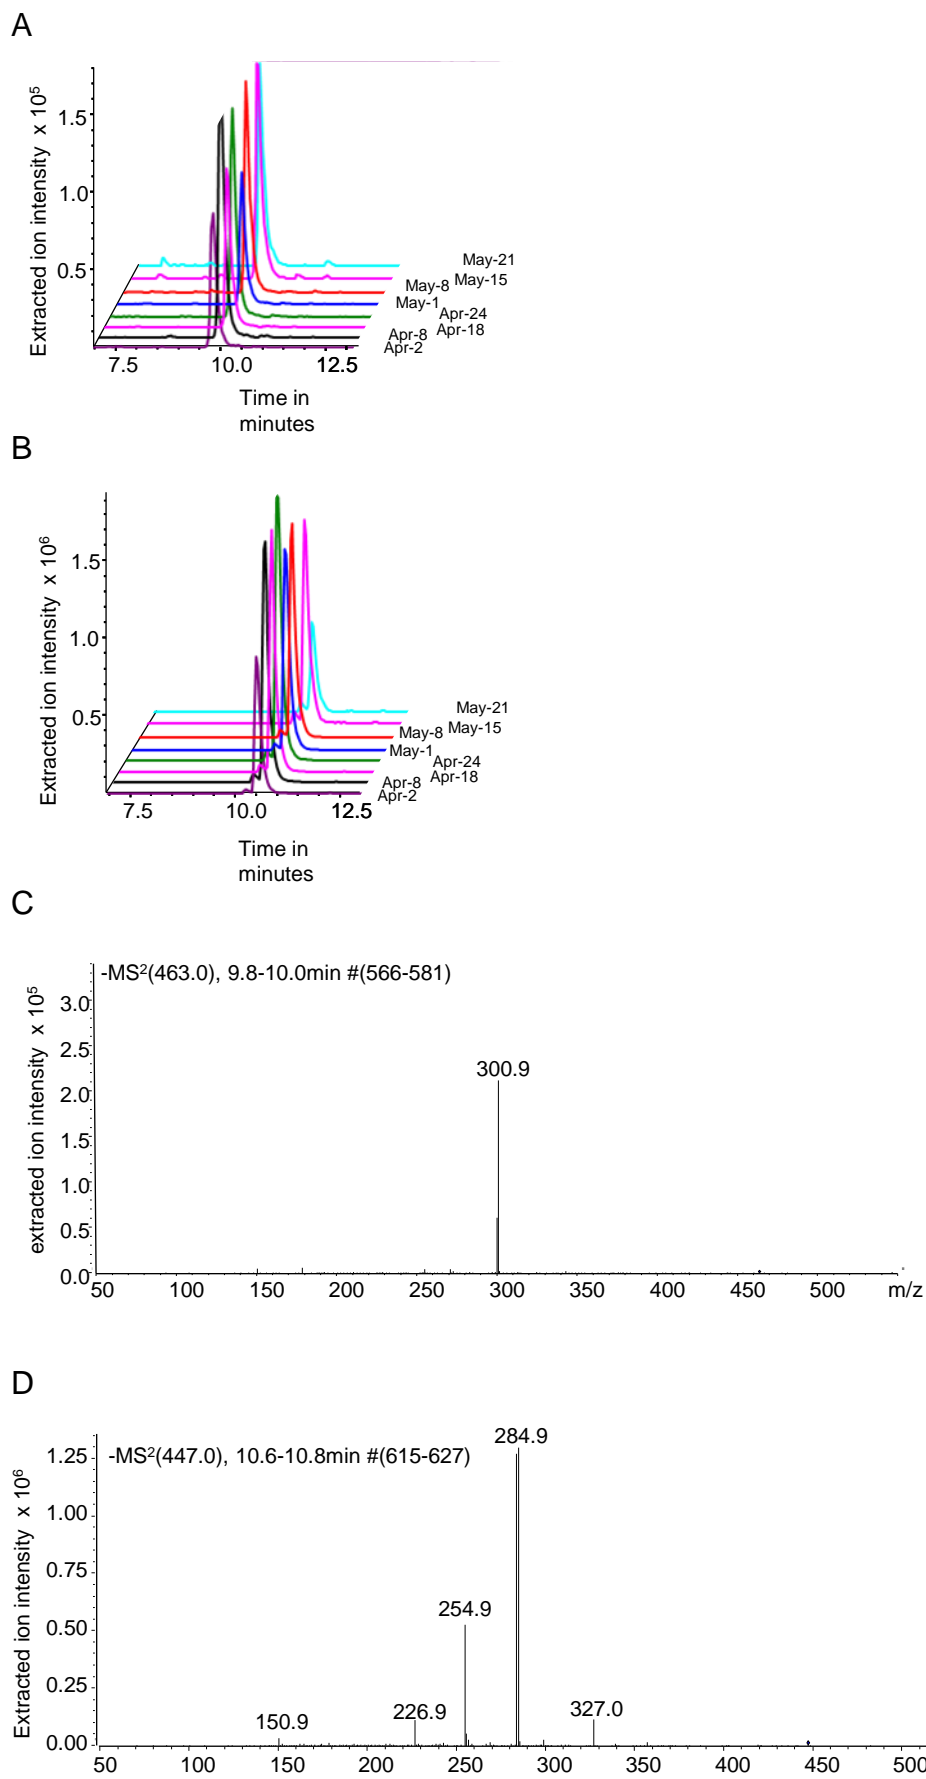 A
Extracted ion intensity x 10⁵
1.5
1.0
0.5
May-21
May-15
May-8
May-1
Apr-24
Apr-18
Apr-8
Apr-2
7.5 10.0 12.5
Time in
minutes
B
Extracted ion intensity x 10⁶
1.5
1.0
0.5
May-21
May-15
May-8
May-1
Apr-24
Apr-18
Apr-8
Apr-2
7.5 10.0 12.5
Time in
minutes
C
-MS²(463.0), 9.8-10.0min #(566-581)
extracted ion intensity x 10⁵
3.0
2.5
2.0
1.5
1.0
0.5
0.0
300.9
50 100 150 200 250 300 350 400 450 500 m/z
D
-MS²(447.0), 10.6-10.8min #(615-627)
Extracted ion intensity x 10⁶
1.25
1.00
0.75
0.50
0.25
0.00
284.9
254.9
226.9
327.0
150.9
50 100 150 200 250 300 350 400 450 500